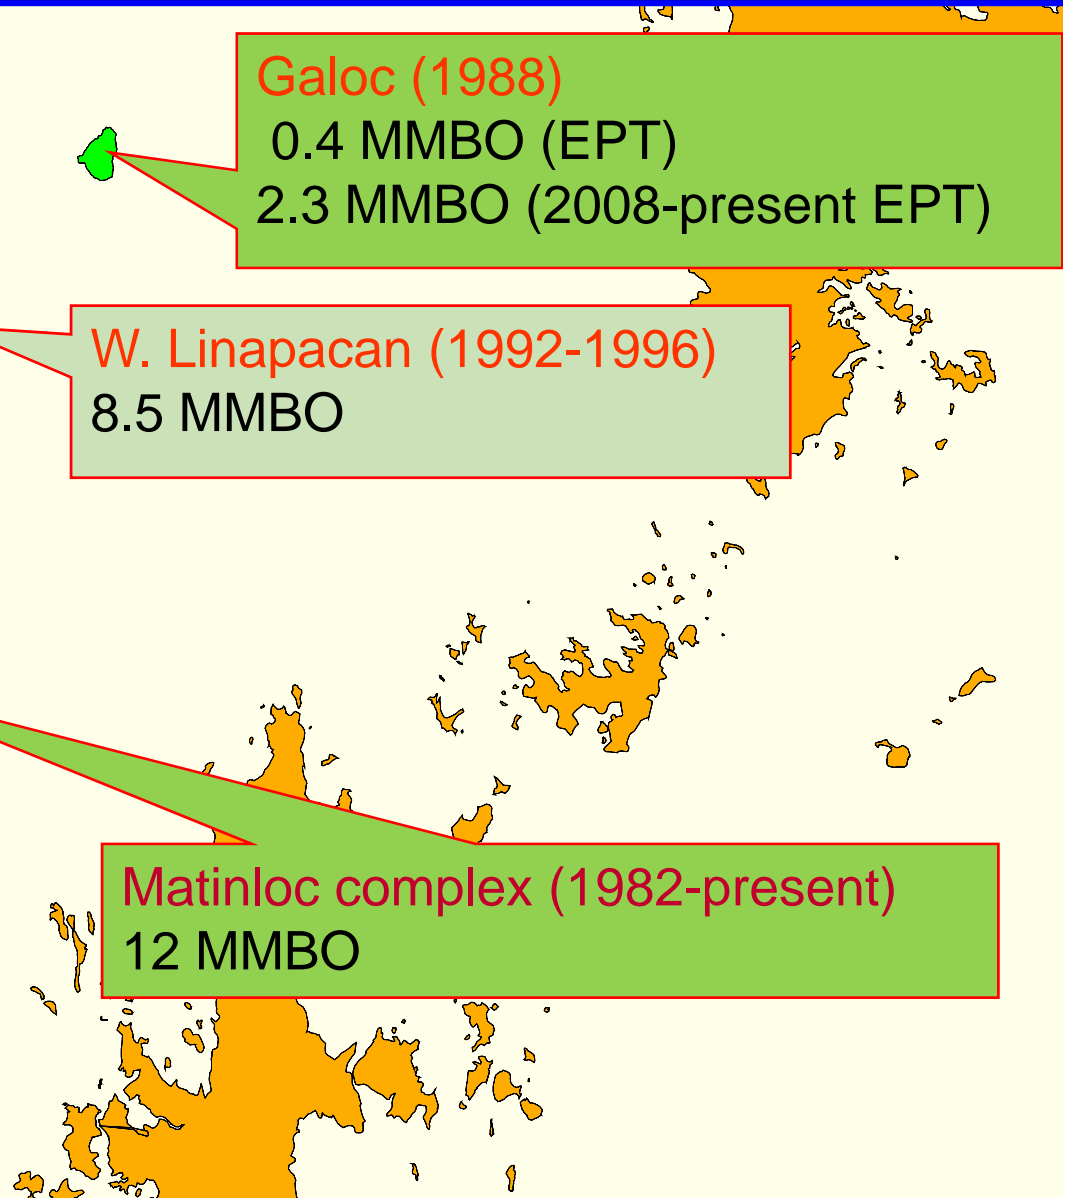 Galoc (1988)
0.4 MMBO (EPT)
2.3 MMBO (2008-present EPT)
W. Linapacan (1992-1996)
8.5 MMBO
Matinloc complex (1982-present)
12 MMBO